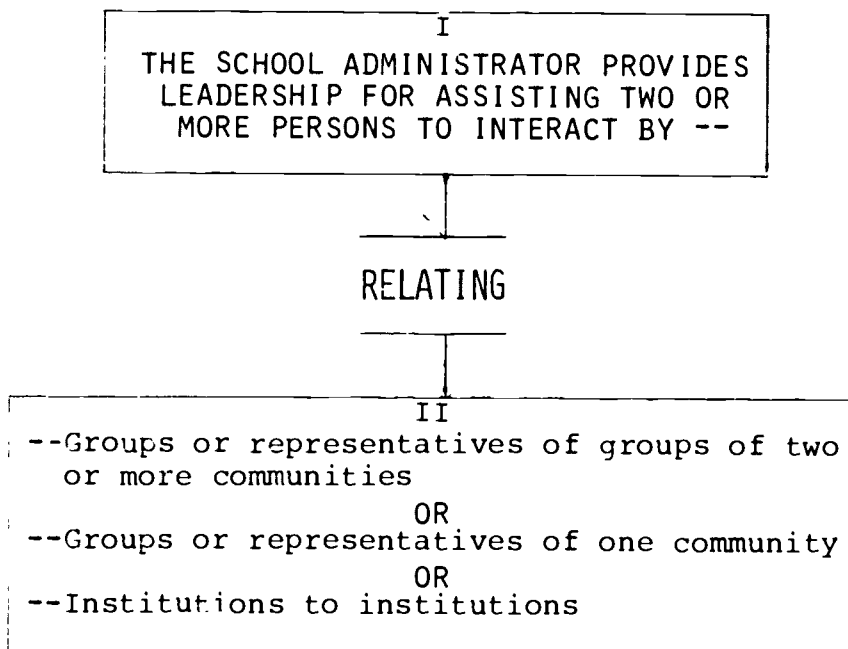 I
THE SCHOOL ADMINISTRATOR PROVIDES
LEADERSHIP FOR ASSISTING TWO OR
MORE PERSONS TO INTERACT BY --
RELATING
II
--Groups or representatives of groups of two
or more communities
OR
--Groups or representatives of one community
OR
--Institutions to institutions